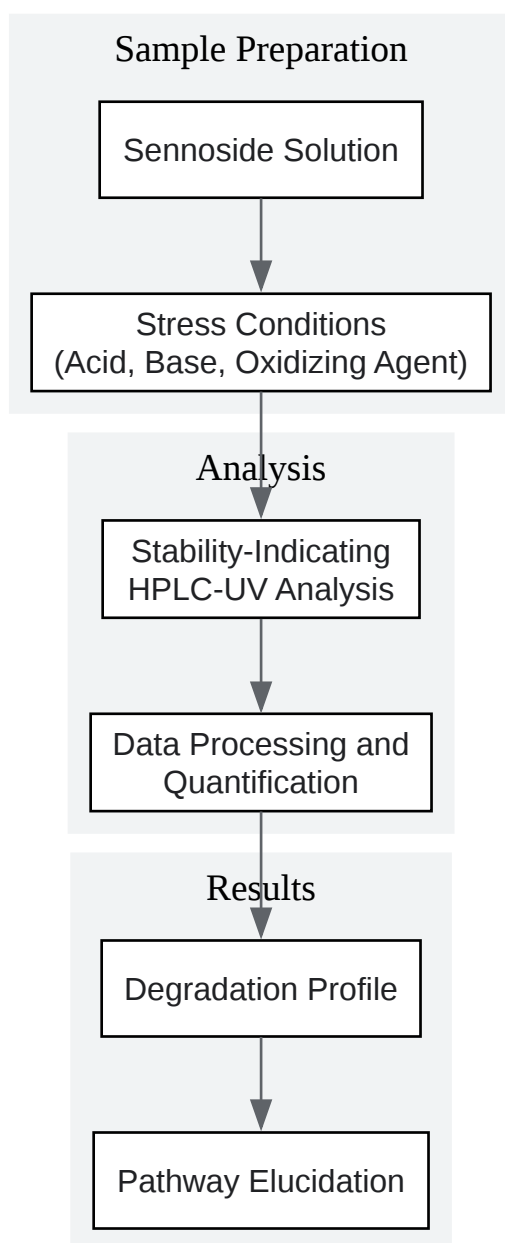 Sample Preparation
Sennoside Solution
Stress Conditions
(Acid, Base, Oxidizing Agent)
Analysis
Stability-Indicating
HPLC-UV Analysis
Data Processing and
Quantification
Results
Degradation Profile
Pathway Elucidation